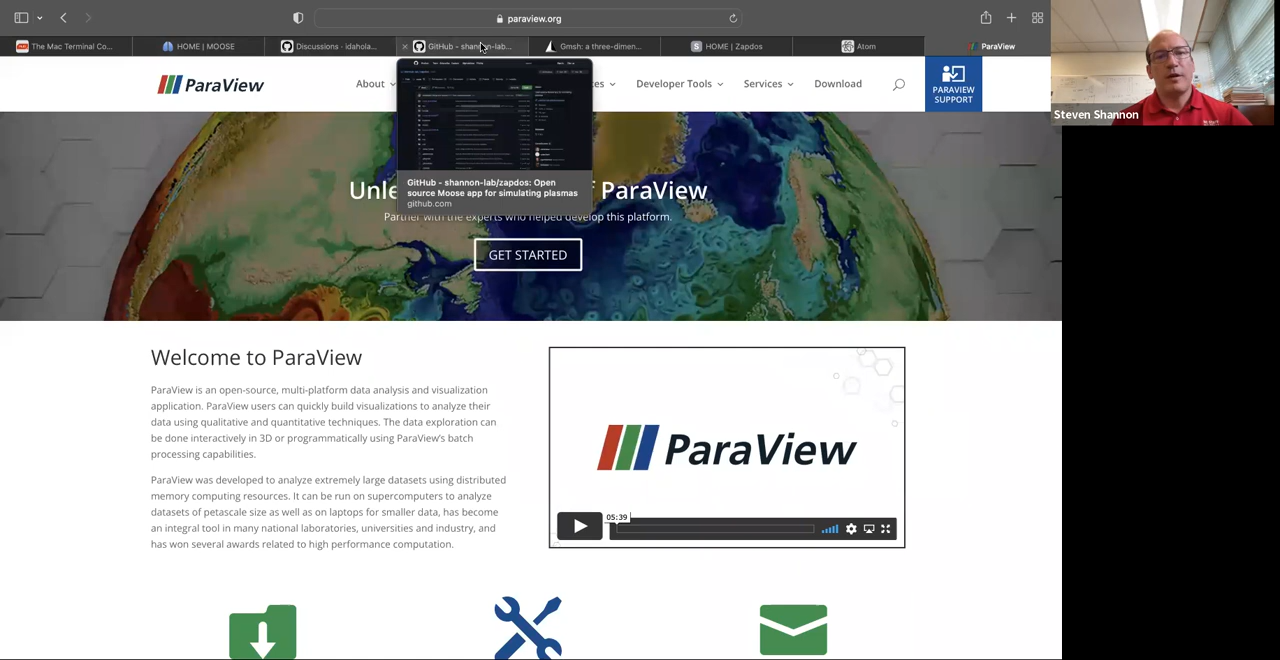 paraview.org
The Mac Terminal Co...
HOME | MOOSE
Discussions · idahola...
GitHub - shannon-lab...
Gmsh: a three-dimen...
HOME | Zapdos
Atom
ParaView
ParaView
About
ces
Developer Tools
Services
Download
PARAVIEW
SUPPORT
Steven Shannon
GitHub - shannon-lab/zapdos: Open
source Moose app for simulating plasmas
github.com
Unle ParaView
Partner with the experts who helped develop this platform.
GET STARTED
Welcome to ParaView
ParaView is an open-source, multi-platform data analysis and visualization
application. ParaView users can quickly build visualizations to analyze their
data using qualitative and quantitative techniques. The data exploration can
be done interactively in 3D or programmatically using ParaView's batch
processing capabilities.
ParaView was developed to analyze extremely large datasets using distributed
memory computing resources. It can be run on supercomputers to analyze
datasets of petascale size as well as on laptops for smaller data, has become
an integral tool in many national laboratories, universities and industry, and
has won several awards related to high performance computation.
ParaView
05:39